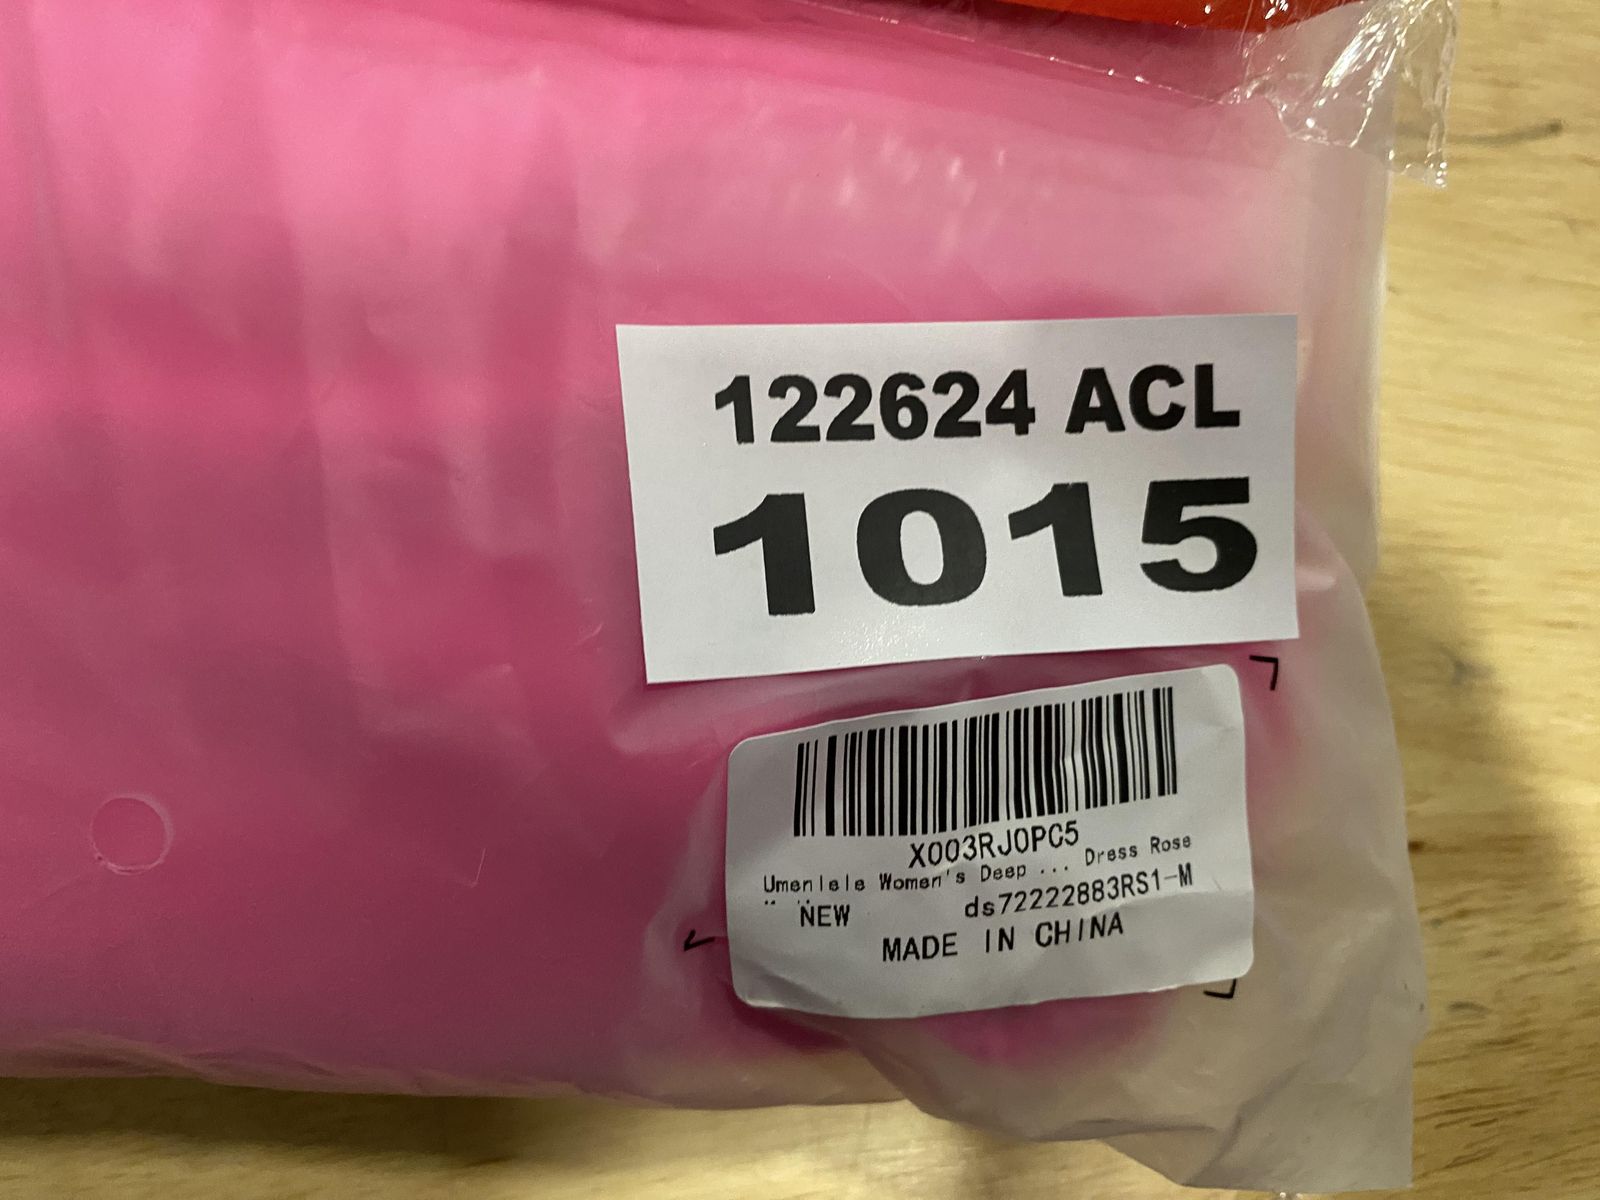 122624 ACL
1015
X003RJ0PC5
Umenlele Women's Deep ... Dress Rose
NEW ds72222883RS1-M
MADE IN CHINA